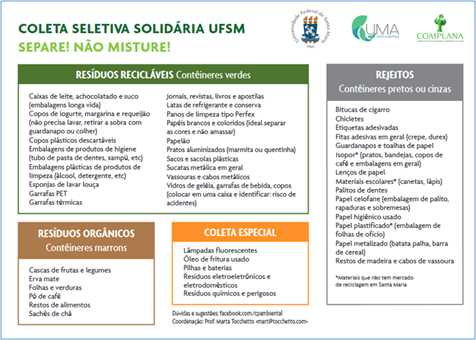 COLETA SELETIVA SOLIDÁRIA UFSM
SEPARE! NÃO MISTURE!
Universidade Federal de Santa Maria
1960
UMA
COMPLANA
RESÍDUOS RECICLÁVEIS Contêineres verdes
Caixas de leite, achocolatado e suco
(embalagens longa vida)
Copos de iogurte, margarina e requeijão
(não precisa lavar, retirar a sobra com
guardanapo ou colher)
Copos plásticos descartáveis
Embalagens de produtos de higiene
(tubo de pasta de dentes, xampú, etc)
Embalagens plásticas de produtos de
limpeza (álcool, detergente, etc)
Esponjas de lavar louça
Garrafas PET
Garrafas térmicas
Jornais, revistas, livros e apostilas
Latas de refrigerante e conserva
Panos de limpeza tipo Perfex
Papéis brancos e coloridos (ideal separar
as cores e não amassar)
Papelão
Pratos aluminizados (marmita ou quentinha)
Sacos e sacolas plásticas
Sucatas metálica em geral
Vassouras e cabos metálicos
Vidros de geléia, garrafas de bebida, copos
(colocar em uma caixa e identificar: risco de
acidentes)
REJEITOS
Contêineres pretos ou cinzas
Bitucas de cigarro
Chicletes
Etiquetas adesivadas
Fitas adesivas em geral (crepe, durex)
Guardanapos e toalhas de papel
Isopor* (pratos, bandejas, copos de
café e embalagens em geral)
Lenços de papel
Materiais escolares* (canetas, lápis)
Palitos de dentes
Papel celofane (embalagem de palito,
rapaduras e sobremesas)
Papel higiênico usado
Papel plastificado* (embalagem de
folhas de ofício)
Papel metalizado (batata palha, barra
de cereal)
Restos de madeira e cabos de vassoura
*Materiais que não tem mercado
de reciclagem em Santa Maria
RESÍDUOS ORGÂNICOS
Contêineres marrons
Cascas de frutas e legumes
Erva mate
Folhas e verduras
Pó de café
Restos de alimentos
Sachês de chá
COLETA ESPECIAL
Lâmpadas fluorescentes
Óleo de fritura usado
Pilhas e baterias
Resíduos eletroeletrônicos e
eletrodomésticos
Resíduos químicos e perigosos
Dúvidas e sugestões: facebook.com/tpambiental
Coordenação: Prof. Marta Tocchetto -marti@tocchetto.com-